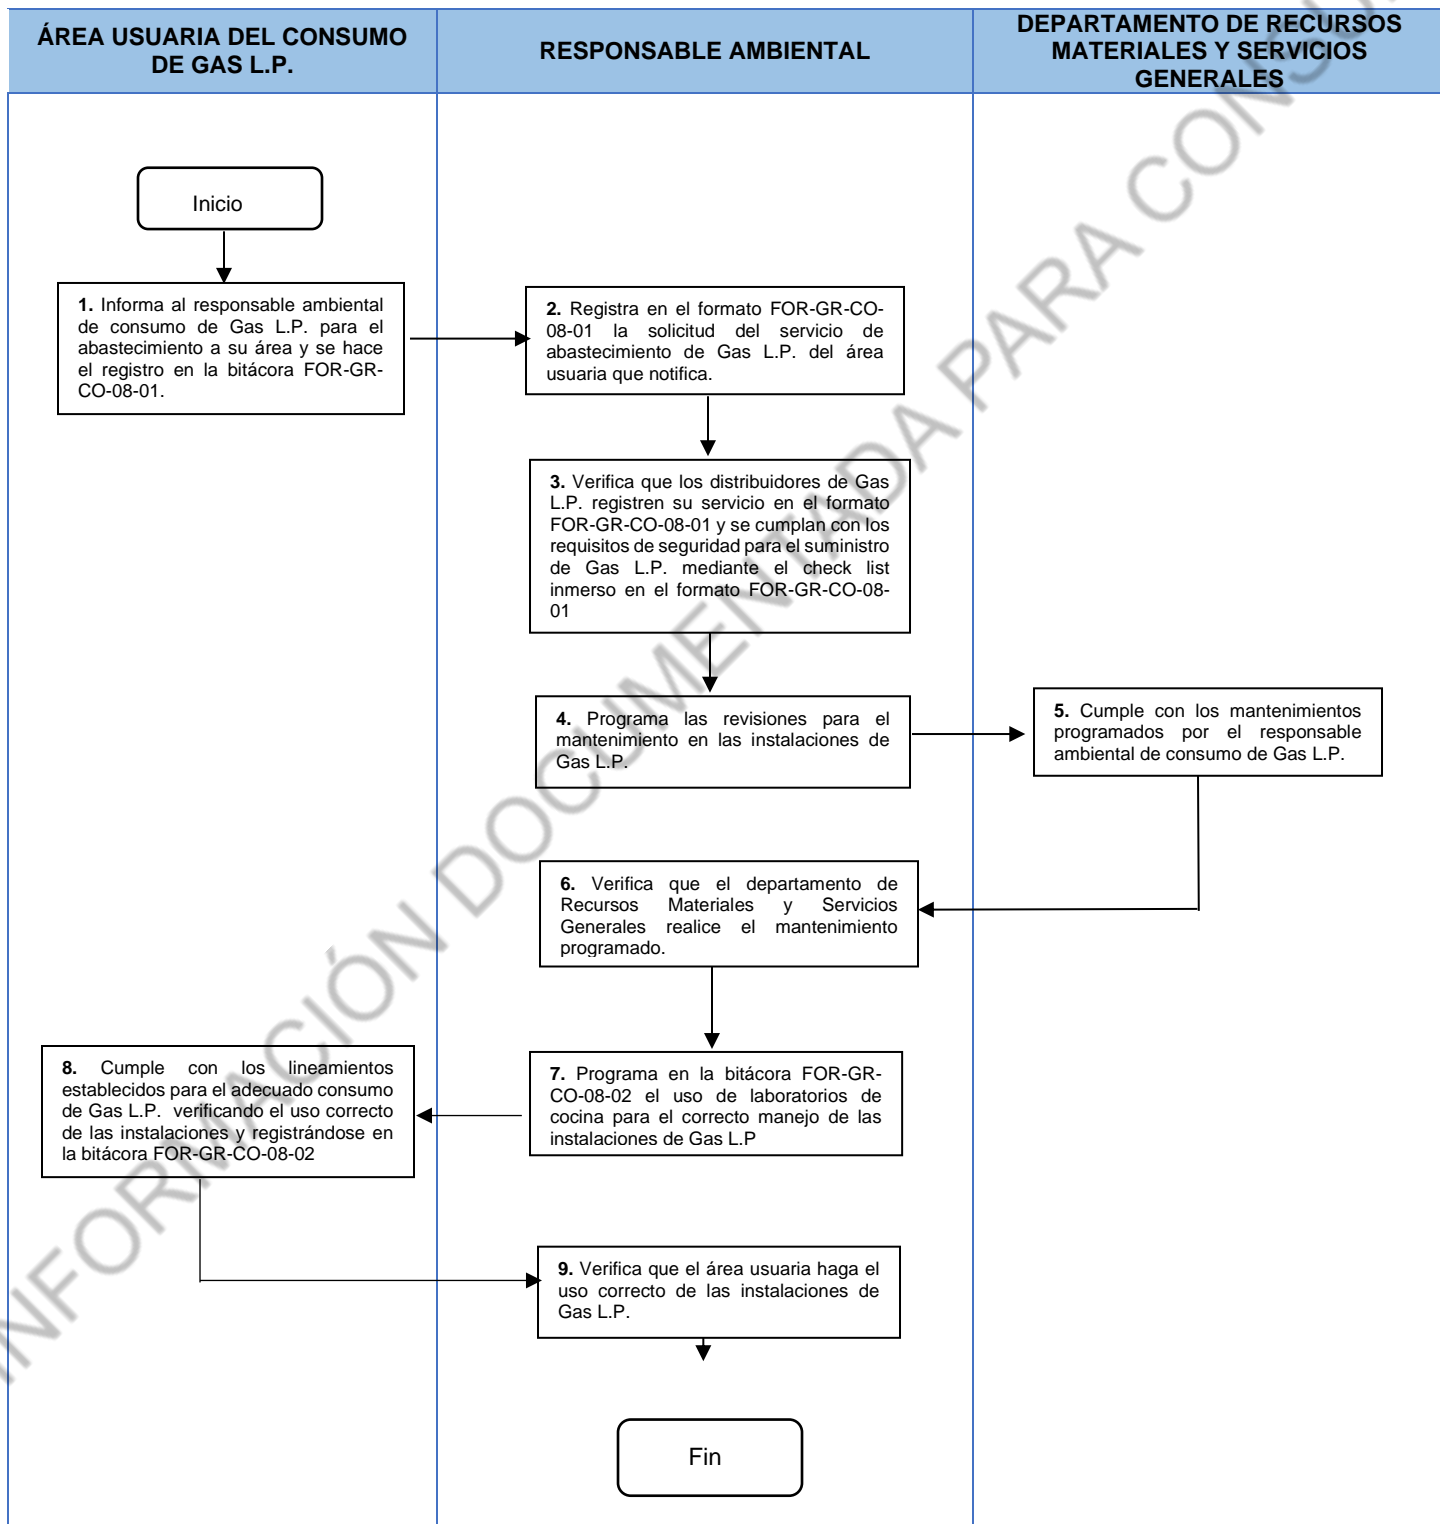 ÁREA USUARIA DEL CONSUMO
DE GAS L.P.
RESPONSABLE AMBIENTAL
DEPARTAMENTO DE RECURSOS
MATERIALES Y SERVICIOS
GENERALES
Inicio
1. Informa al responsable ambiental
de consumo de Gas L.P. para el
abastecimiento a su área y se hace
el registro en la bitácora FOR-GR-
CO-08-01.
2. Registra en el formato FOR-GR-CO-
08-01 la solicitud del servicio de
abastecimiento de Gas L.P. del área
usuaria que notifica.
3. Verifica que los distribuidores de Gas
L.P. registren su servicio en el formato
FOR-GR-CO-08-01 y se cumplan con los
requisitos de seguridad para el suministro
de Gas L.P. mediante el check list
inmerso en el formato FOR-GR-CO-08-
01
4. Programa las revisiones para el
mantenimiento en las instalaciones de
Gas L.P.
5. Cumple con los mantenimientos
programados por el responsable
ambiental de consumo de Gas L.P.
6. Verifica que el departamento de
Recursos Materiales y Servicios
Generales realice el mantenimiento
programado.
7. Programa en la bitácora FOR-GR-
CO-08-02 el uso de laboratorios de
cocina para el correcto manejo de las
instalaciones de Gas L.P
8. Cumple con los lineamientos
establecidos para el adecuado consumo
de Gas L.P. verificando el uso correcto
de las instalaciones y registrándose en
la bitácora FOR-GR-CO-08-02
9. Verifica que el área usuaria haga el
uso correcto de las instalaciones de
Gas L.P.
Fin
INFORMACIÓN DOCUMENTADA PARA CONSU